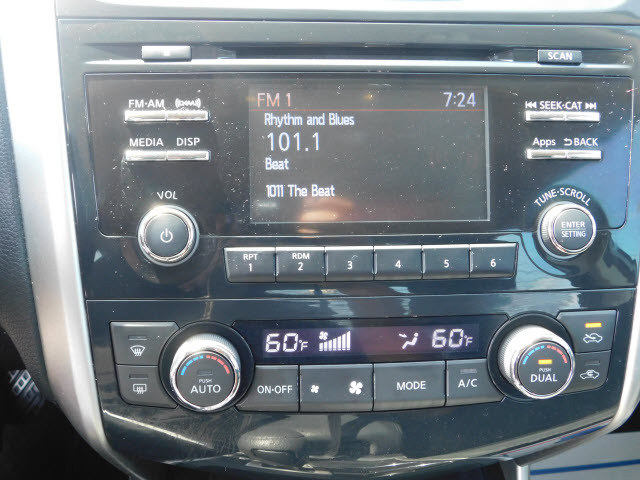 SCAN
FM·AM
MEDIA DISP
FM 1 7:24
Rhythm and Blues
101.1
Beat
1011 The Beat
SEEK·CAT
Apps BACK
VOL
TUNE·SCROLL
ENTER
SETTING
RPT
1
RDM
2
3
4
5
6
60°F
60°F
PUSH
AUTO
ON·OFF
MODE
A/C
PUSH
DUAL